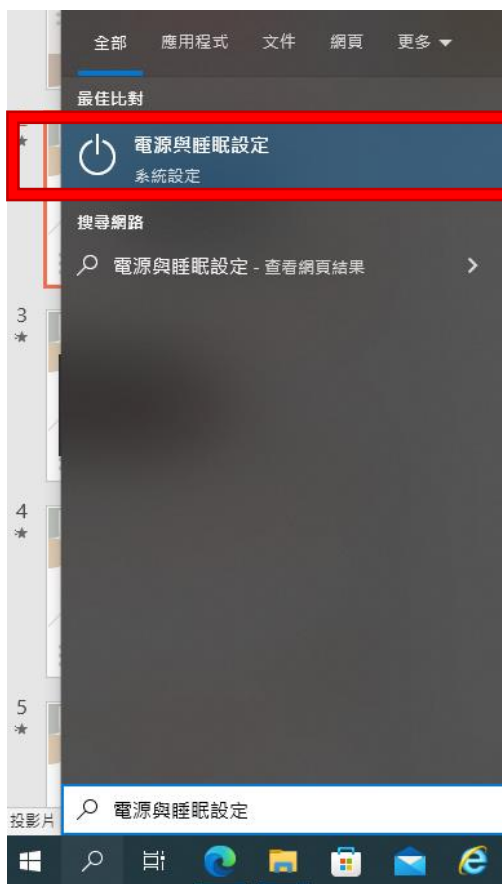 全部 應用程式 文件 網頁 更多
最佳比對
電源與睡眠設定
系統設定
搜尋網路
電源與睡眠設定 - 查看網頁結果
3
4
5
電源與睡眠設定
投影片